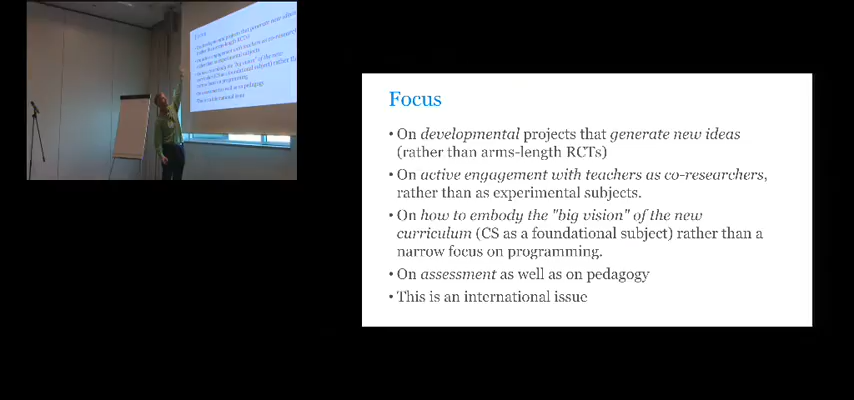 Focus
• On developmental projects that generate new ideas
(rather than arms-length RCTs)
• On active engagement with teachers as co-researchers,
rather than as experimental subjects.
• On how to embody the "big vision" of the new
curriculum (CS as a foundational subject) rather than a
narrow focus on programming.
• On assessment as well as on pedagogy
• This is an international issue